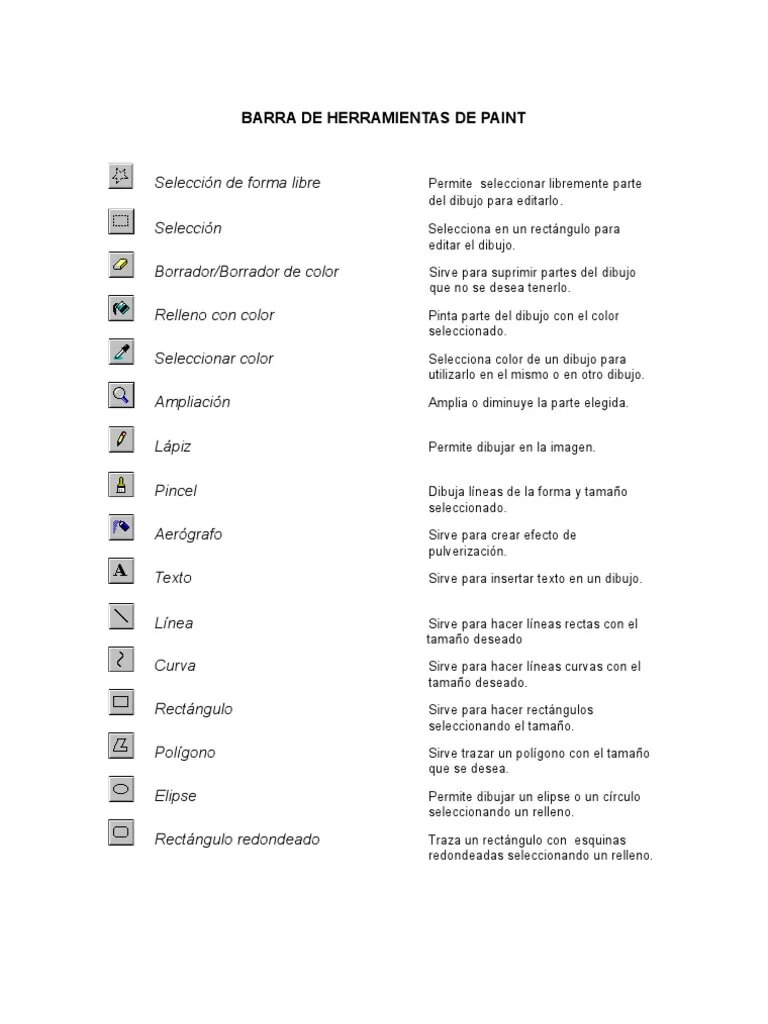 BARRA DE HERRAMIENTAS DE PAINT
Selección de forma libre
Permite seleccionar libremente parte
del dibujo para editarlo.
Selección
Selecciona en un rectángulo para
editar el dibujo.
Borrador/Borrador de color
Sirve para suprimir partes del dibujo
que no se desea tenerlo.
Relleno con color
Pinta parte del dibujo con el color
seleccionado.
Seleccionar color
Selecciona color de un dibujo para
utilizarlo en el mismo o en otro dibujo.
Ampliación
Amplia o diminuye la parte elegida.
Lápiz
Permite dibujar en la imagen.
Pincel
Dibuja líneas de la forma y tamaño
seleccionado.
Aerógrafo
Sirve para crear efecto de
pulverización.
A
Texto
Sirve para insertar texto en un dibujo.
Línea
Sirve para hacer líneas rectas con el
tamaño deseado
Curva
Sirve para hacer líneas curvas con el
tamaño deseado.
Rectángulo
Sirve para hacer rectángulos
seleccionando el tamaño.
Polígono
Sirve trazar un polígono con el tamaño
que se desea.
Elipse
Permite dibujar un elipse o un círculo
seleccionando un relleno.
Rectángulo redondeado
Traza un rectángulo con esquinas
redondeadas seleccionando un relleno.